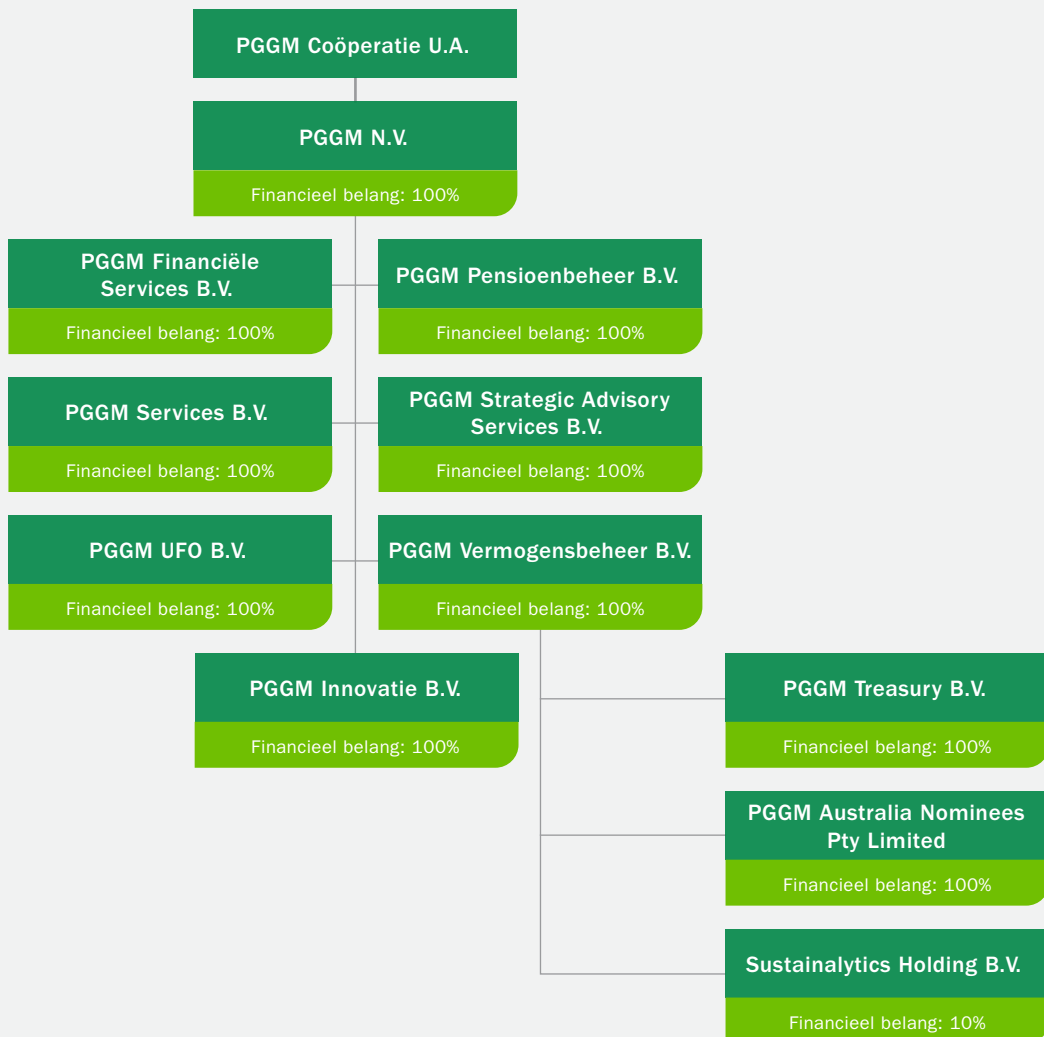 PGGM Coöperatie U.A.
PGGM N.V.
Financieel belang: 100%
PGGM Financiële
Services B.V.
Financieel belang: 100%
PGGM Pensioenbeheer B.V.
Financieel belang: 100%
PGGM Services B.V.
Financieel belang: 100%
PGGM Strategic Advisory
Services B.V.
Financieel belang: 100%
PGGM UFO B.V.
Financieel belang: 100%
PGGM Vermogensbeheer B.V.
Financieel belang: 100%
PGGM Innovatie B.V.
Financieel belang: 100%
PGGM Treasury B.V.
Financieel belang: 100%
PGGM Australia Nominees
Pty Limited
Financieel belang: 100%
Sustainalytics Holding B.V.
Financieel belang: 10%